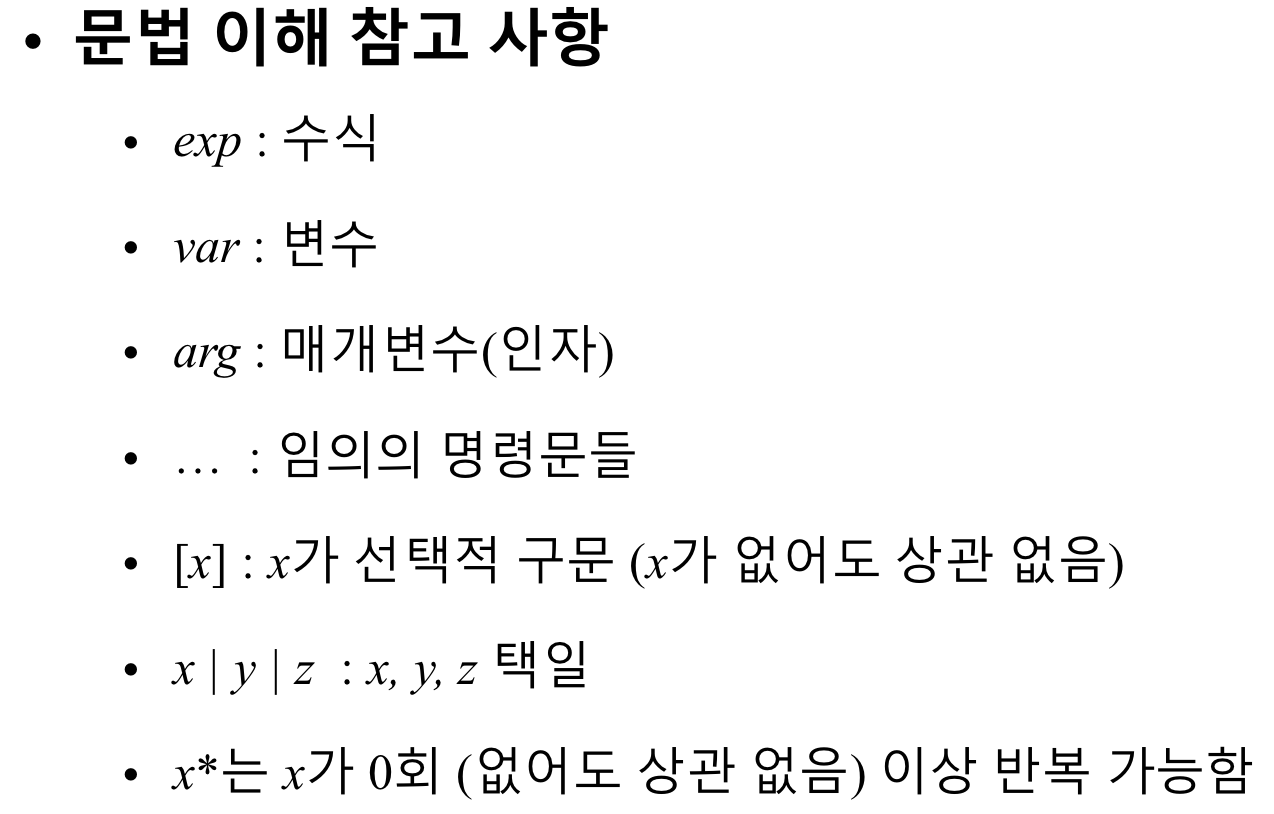 • 문법 이해 참고 사항
• exp : 수식
• var : 변수
• arg : 매개변수(인자)
• … : 임의의 명령문들
• [x] : x가 선택적 구문 (x가 없어도 상관 없음)
• x | y | z : x, y, z 택일
• x*는 x가 0회 (없어도 상관 없음) 이상 반복 가능함